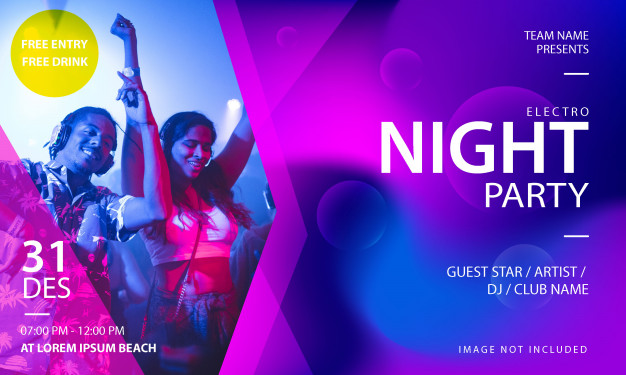 FREE ENTRY
FREE DRINK
TEAM NAME
PRESENTS
ELECTRO
NIGHT
PARTY
GUEST STAR / ARTIST /
DJ / CLUB NAME
31
DES
07:00 PM - 12:00 PM
AT LOREM IPSUM BEACH
IMAGE NOT INCLUDED